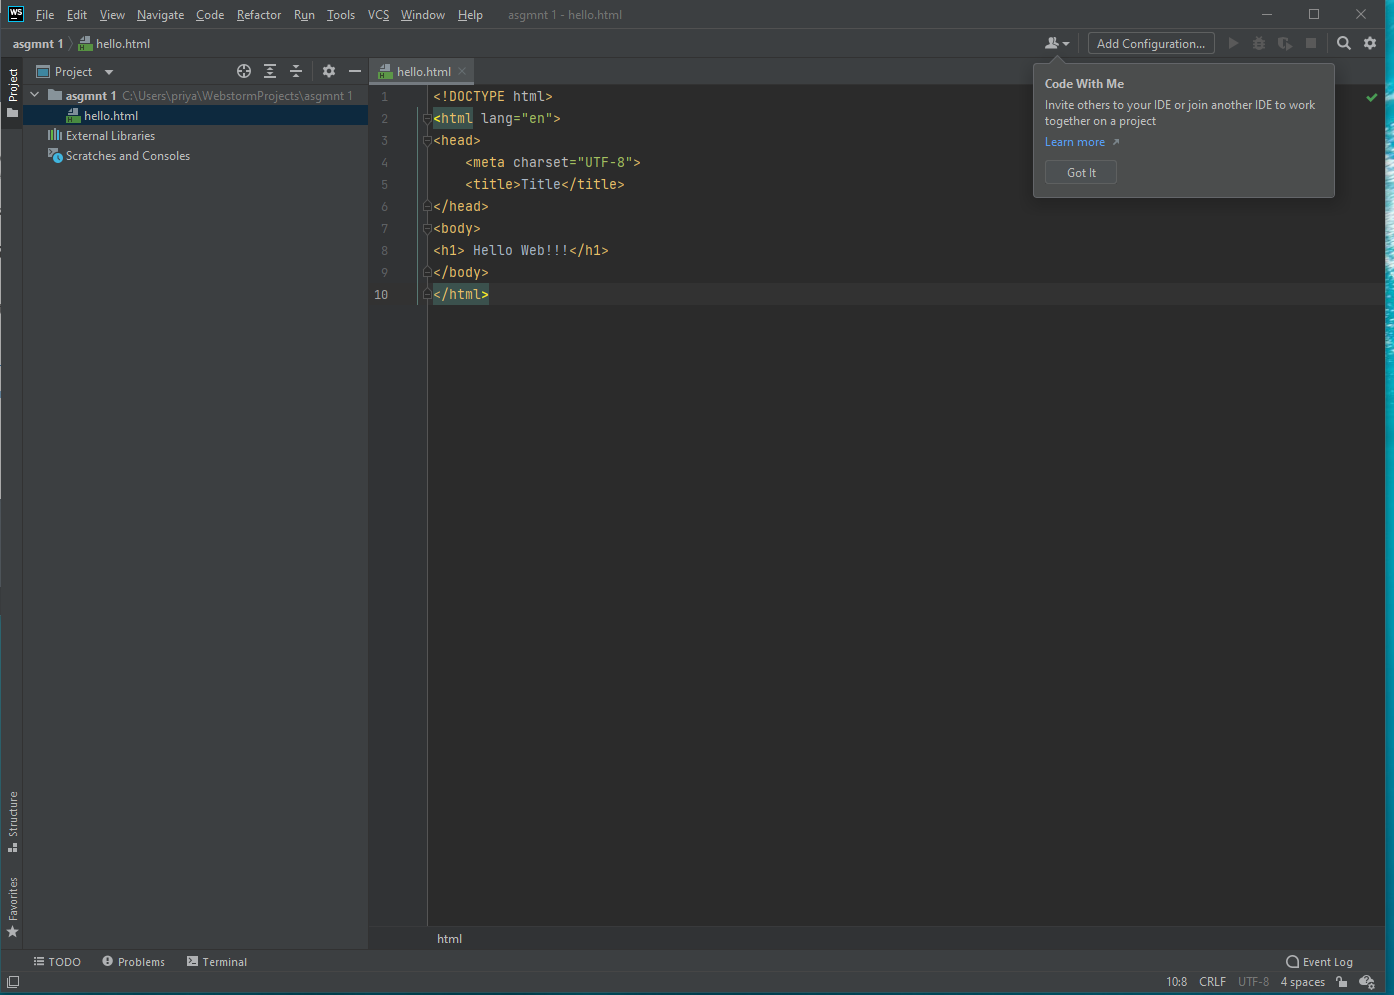 WS File Edit View Navigate Code Refactor Run Tools VCS Window Help asgmnt 1 - hello.html
asgmnt 1 hello.html Add Configuration...
Project
Project
hello.html
asgmnt 1 C:\Users\priya\WebstormProjects\asgmnt 1
hello.html
External Libraries
Scratches and Consoles
1 <!DOCTYPE html>
2 <html lang="en">
3 <head>
4 <meta charset="UTF-8">
5 <title>Title</title>
6 </head>
7 <body>
8 <h1> Hello Web!!!</h1>
9 </body>
10 </html>
Code With Me
Invite others to your IDE or join another IDE to work
together on a project
Learn more
Got It
Structure
Favorites
html
TODO Problems Terminal Event Log
10:8 CRLF UTF-8 4 spaces